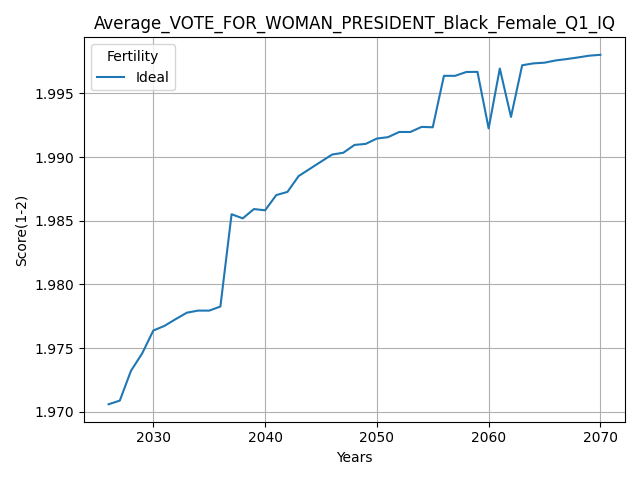 Average_VOTE_FOR_WOMAN_PRESIDENT_Black_Female_Q1_IQ
Fertility
Ideal
Score(1-2)
1.995
1.990
1.985
1.980
1.975
1.970
2030 2040 2050 2060 2070
Years